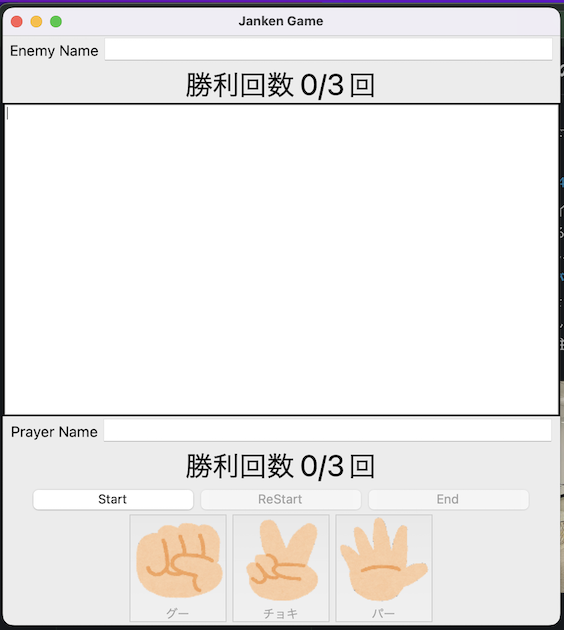 Janken Game
Enemy Name
勝利回数 0/3 回
Prayer Name
勝利回数 0/3 回
Start ReStart End
グー チョキ パー